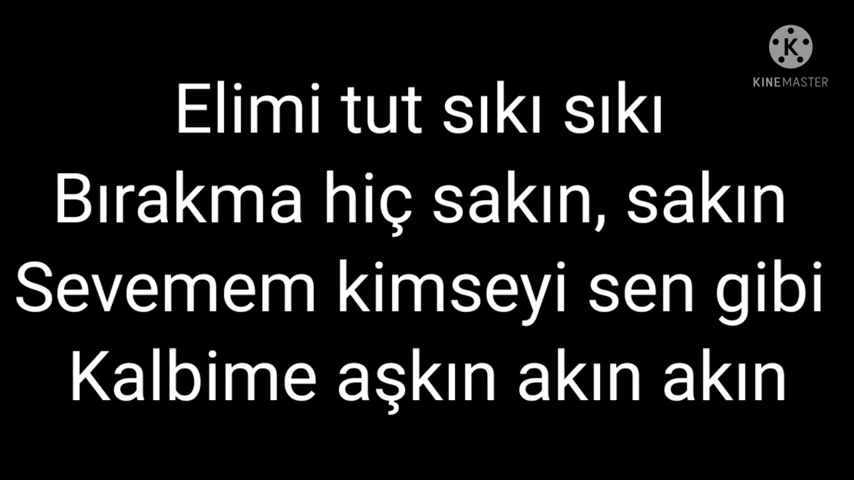 K
KINEMASTER
Elimi tut sıkı sıkı
Bırakma hiç sakın, sakın
Sevemem kimseyi sen gibi
Kalbime aşkın akın akın